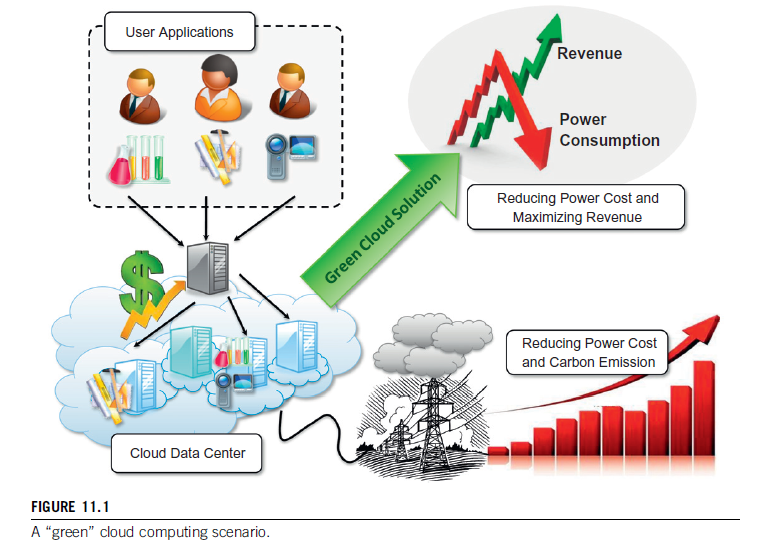 User Applications
Revenue
Power
Consumption
Reducing Power Cost and
Maximizing Revenue
Green Cloud Solution
$
Reducing Power Cost
and Carbon Emission
Cloud Data Center
FIGURE 11.1
A “green” cloud computing scenario.